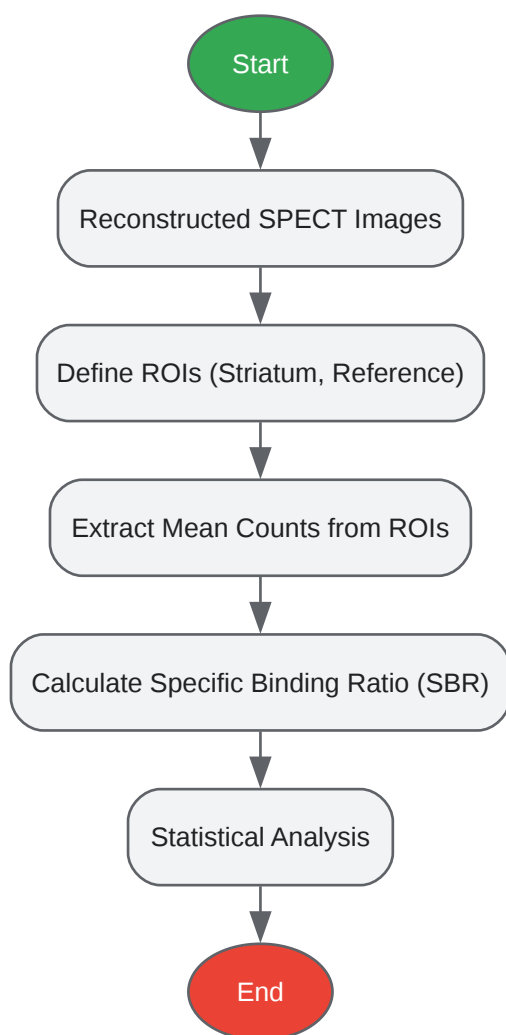 Start
Reconstructed SPECT Images
Define ROIs (Striatum, Reference)
Extract Mean Counts from ROIs
Calculate Specific Binding Ratio (SBR)
Statistical Analysis
End